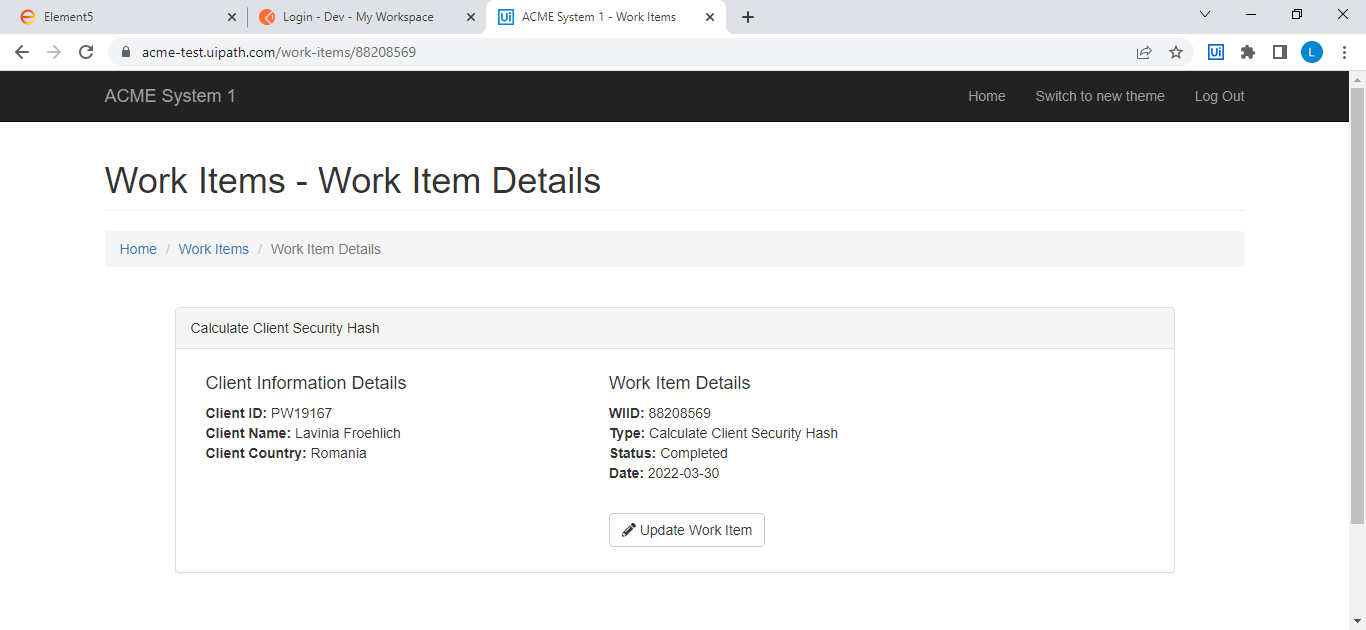 Element5
Login - Dev - My Workspace
Ui ACME System 1 - Work Items
acme-test.uipath.com/work-items/88208569
Ui
L
ACME System 1
Home Switch to new theme Log Out
Work Items - Work Item Details
Home / Work Items / Work Item Details
Calculate Client Security Hash
Client Information Details
Client ID: PW19167
Client Name: Lavinia Froehlich
Client Country: Romania
Work Item Details
WIID: 88208569
Type: Calculate Client Security Hash
Status: Completed
Date: 2022-03-30
Update Work Item